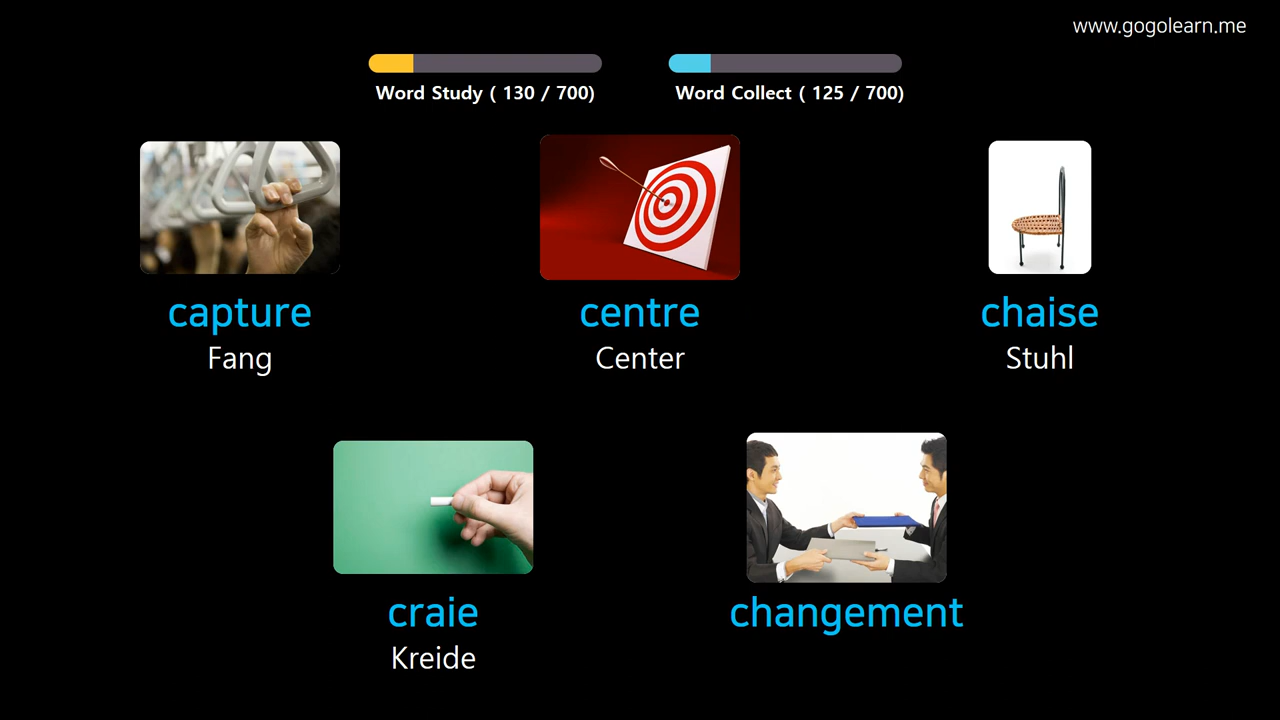 www.gogolearn.me
Word Study ( 130 / 700)
Word Collect ( 125 / 700)
capture
Fang
centre
Center
chaise
Stuhl
craie
Kreide
changement